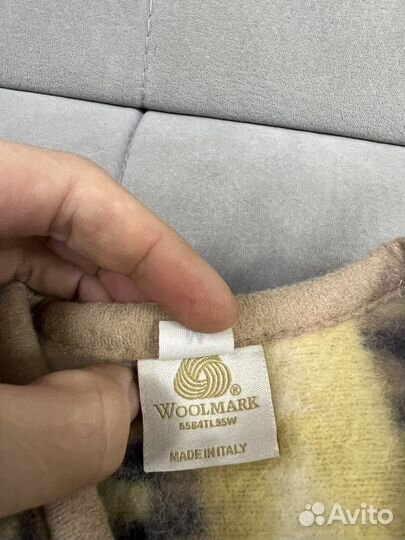 M
WOOLMARK
®
5584TL95W
MADE IN ITALY
Avito